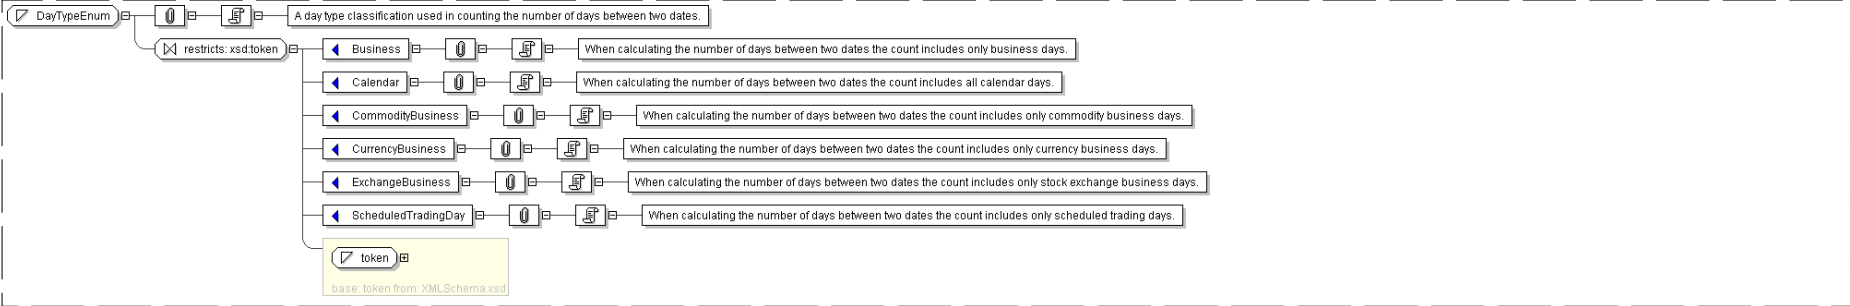 DayTypeEnum A day type classification used in counting the number of days between two dates.
restricts: xsd:token Business When calculating the number of days between two dates the count includes only business days.
Calendar When calculating the number of days between two dates the count includes all calendar days.
CommodityBusiness When calculating the number of days between two dates the count includes only commodity business days.
CurrencyBusiness When calculating the number of days between two dates the count includes only currency business days.
ExchangeBusiness When calculating the number of days between two dates the count includes only stock exchange business days.
ScheduledTradingDay When calculating the number of days between two dates the count includes only scheduled trading days.
token
base: token from: XMLSchema.xsd